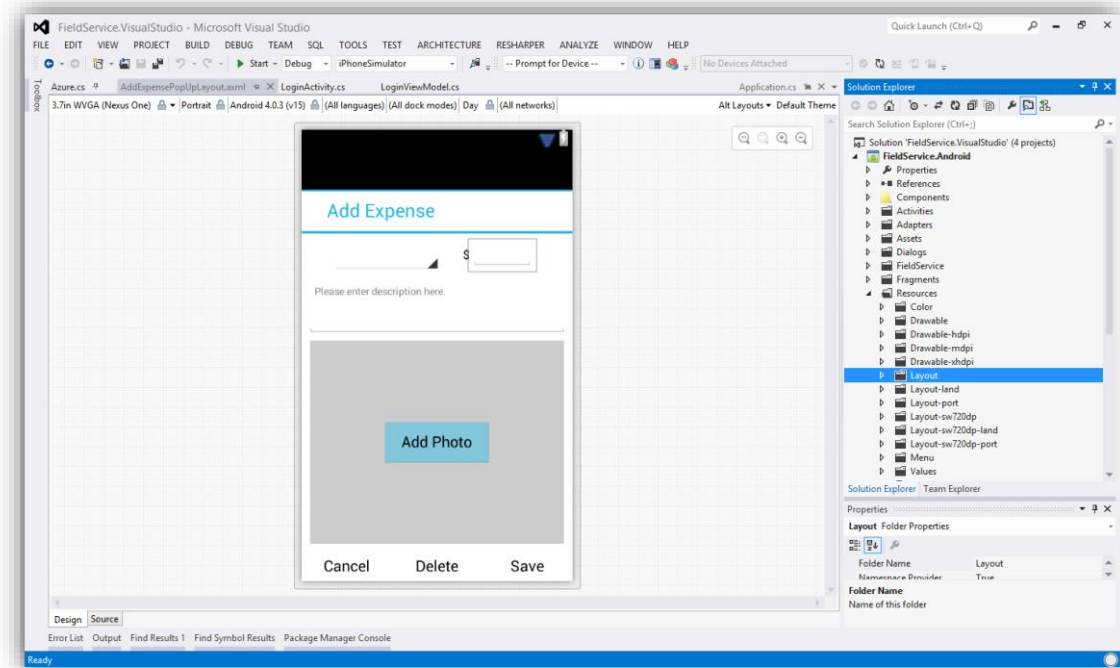 FieldService.VisualStudio - Microsoft Visual Studio
Quick Launch (Ctrl+Q)
FILE EDIT VIEW PROJECT BUILD DEBUG TEAM SQL TOOLS TEST ARCHITECTURE RESHARPER ANALYZE WINDOW HELP
Start - Debug iPhoneSimulator -- Prompt for Device -- No Devices Attached
Toolbox
Azure.cs AddExpensePopUpLayout.axml LoginActivity.cs LoginViewModel.cs Application.cs
3.7in WVGA (Nexus One) Portrait Android 4.0.3 (v15) (All languages) (All dock modes) Day (All networks) Alt Layouts Default Theme
Add Expense
$
Please enter description here.
Add Photo
Cancel Delete Save
Design Source
Error List Output Find Results 1 Find Symbol Results Package Manager Console
Ready
Solution Explorer
Search Solution Explorer (Ctrl+;)
Solution 'FieldService.VisualStudio' (4 projects)
FieldService.Android
Properties
References
Components
Activities
Adapters
Assets
Dialogs
FieldService
Fragments
Resources
Color
Drawable
Drawable-hdpi
Drawable-mdpi
Drawable-xhdpi
Layout
Layout-land
Layout-port
Layout-sw720dp
Layout-sw720dp-land
Layout-sw720dp-port
Menu
Values
Solution Explorer Team Explorer
Properties
Layout Folder Properties
Folder Name Layout
Namespace Provider True
Folder Name
Name of this folder